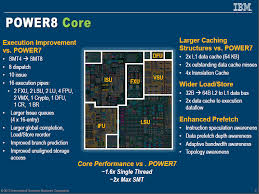 IBM
POWER8 Core
Execution Improvement
vs. POWER7
• SMT4 → SMT8
• 8 dispatch
• 10 issue
• 16 execution pipes:
• 2 FXU, 2 LSU, 2 LU, 4 FPU,
2 VMX, 1 Crypto, 1 DFU,
1 CR, 1 BR
• Larger Issue queues
(4 x 16-entry)
• Larger global completion,
Load/Store reorder
• Improved branch prediction
• Improved unaligned storage
access
DFU
ISU
VSU
FXU
IFU
LSU
Core Performance vs . POWER7
~1.6x Single Thread
~2x Max SMT
Larger Caching
Structures vs. POWER7
• 2x L1 data cache (64 KB)
• 2x outstanding data cache misses
• 4x translation Cache
Wider Load/Store
• 32B → 64B L2 to L1 data bus
• 2x data cache to execution
dataflow
Enhanced Prefetch
• Instruction speculation awareness
• Data prefetch depth awareness
• Adaptive bandwidth awareness
• Topology awareness